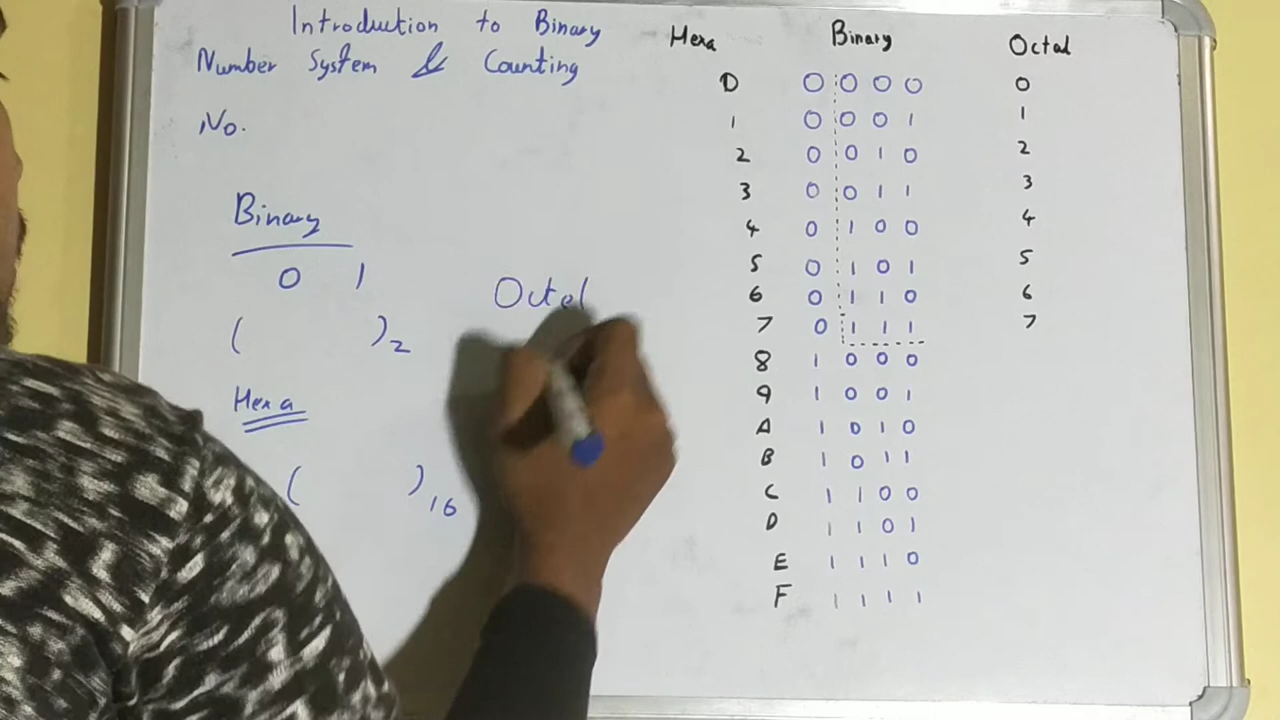 Introduction to Binary
Number System & Counting
No.
Binary
0 1
( )2
Hexa
( )16
Octal
Hexa Binary Octal
0 0 0 0 0 0
1 0 0 0 1 1
2 0 0 1 0 2
3 0 0 1 1 3
4 0 1 0 0 4
5 0 1 0 1 5
6 0 1 1 0 6
7 0 1 1 1 7
8 1 0 0 0
9 1 0 0 1
A 1 0 1 0
B 1 0 1 1
C 1 1 0 0
D 1 1 0 1
E 1 1 1 0
F 1 1 1 1